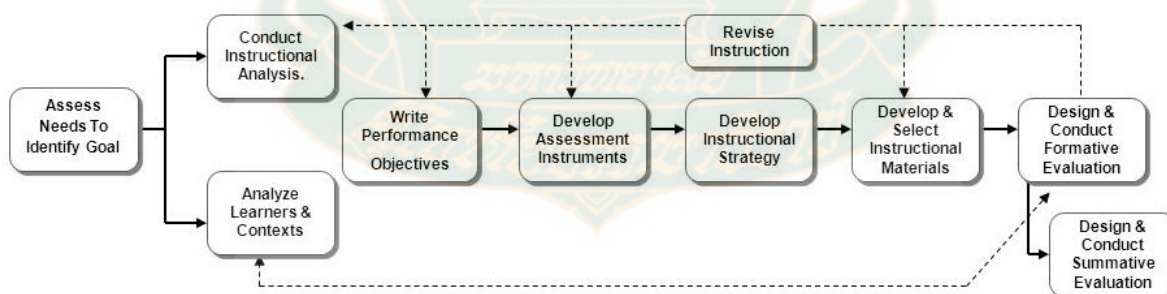 Assess
Needs To
Identify Goal
Conduct
Instructional
Analysis.
Analyze
Learners &
Contexts
Revise
Instruction
Write
Performance
Objectives
Develop
Assessment
Instruments
Develop
Instructional
Strategy
Develop &
Select
Instructional
Materials
Design &
Conduct
Formative
Evaluation
Design &
Conduct
Summative
Evaluation